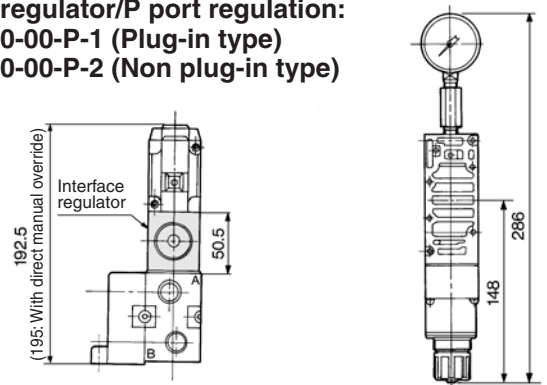 regulator/P port regulation:
0-00-P-1 (Plug-in type)
0-00-P-2 (Non plug-in type)
Interface
regulator
192.5
(195: With direct manual override)
50.5
A
B
286
148